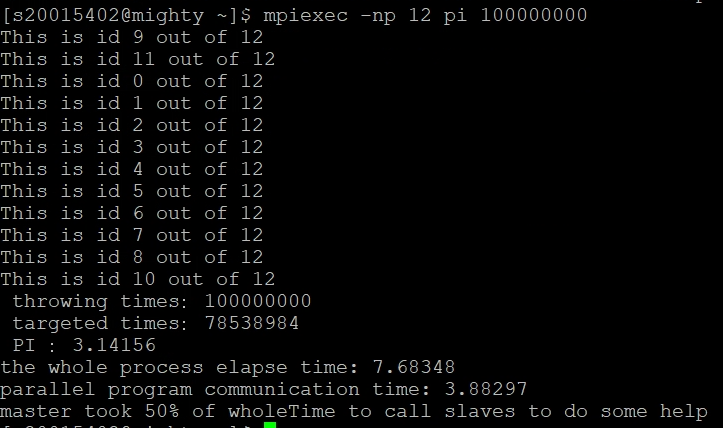 [s20015402@mighty ~]$ mpiexec -np 12 pi 100000000
This is id 9 out of 12
This is id 11 out of 12
This is id 0 out of 12
This is id 1 out of 12
This is id 2 out of 12
This is id 3 out of 12
This is id 4 out of 12
This is id 5 out of 12
This is id 6 out of 12
This is id 7 out of 12
This is id 8 out of 12
This is id 10 out of 12
throwing times: 100000000
targeted times: 78538984
PI : 3.14156
the whole process elapse time: 7.68348
parallel program communication time: 3.88297
master took 50% of wholeTime to call slaves to do some help